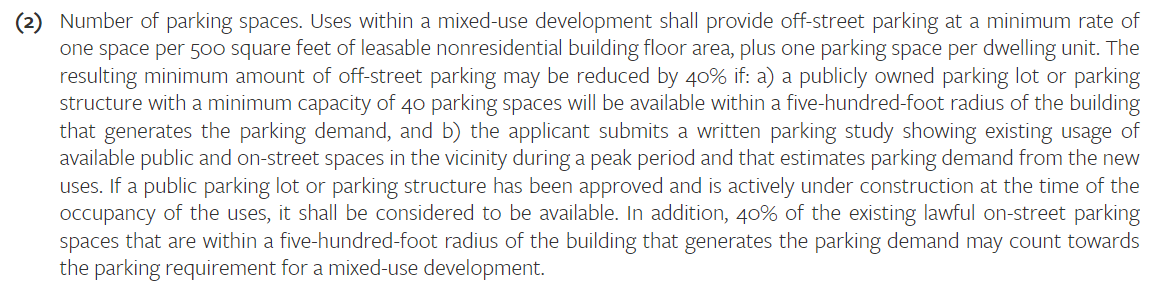 (2) Number of parking spaces. Uses within a mixed-use development shall provide off-street parking at a minimum rate of
one space per 500 square feet of leasable nonresidential building floor area, plus one parking space per dwelling unit. The
resulting minimum amount of off-street parking may be reduced by 40% if: a) a publicly owned parking lot or parking
structure with a minimum capacity of 40 parking spaces will be available within a five-hundred-foot radius of the building
that generates the parking demand, and b) the applicant submits a written parking study showing existing usage of
available public and on-street spaces in the vicinity during a peak period and that estimates parking demand from the new
uses. If a public parking lot or parking structure has been approved and is actively under construction at the time of the
occupancy of the uses, it shall be considered to be available. In addition, 40% of the existing lawful on-street parking
spaces that are within a five-hundred-foot radius of the building that generates the parking demand may count towards
the parking requirement for a mixed-use development.